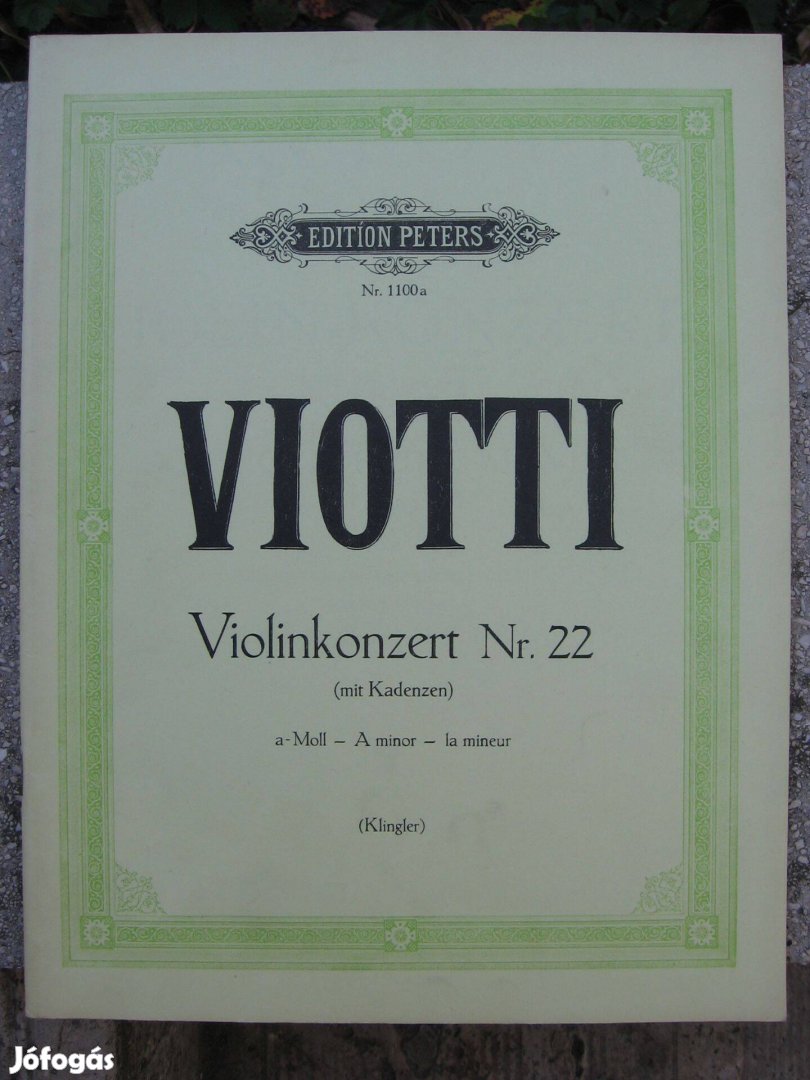 EDITION PETERS
Nr. 1100a
VIOTTI
Violinkonzert Nr. 22
(mit Kadenzen)
a-Moll – A minor – la mineur
(Klingler)
Jófogás